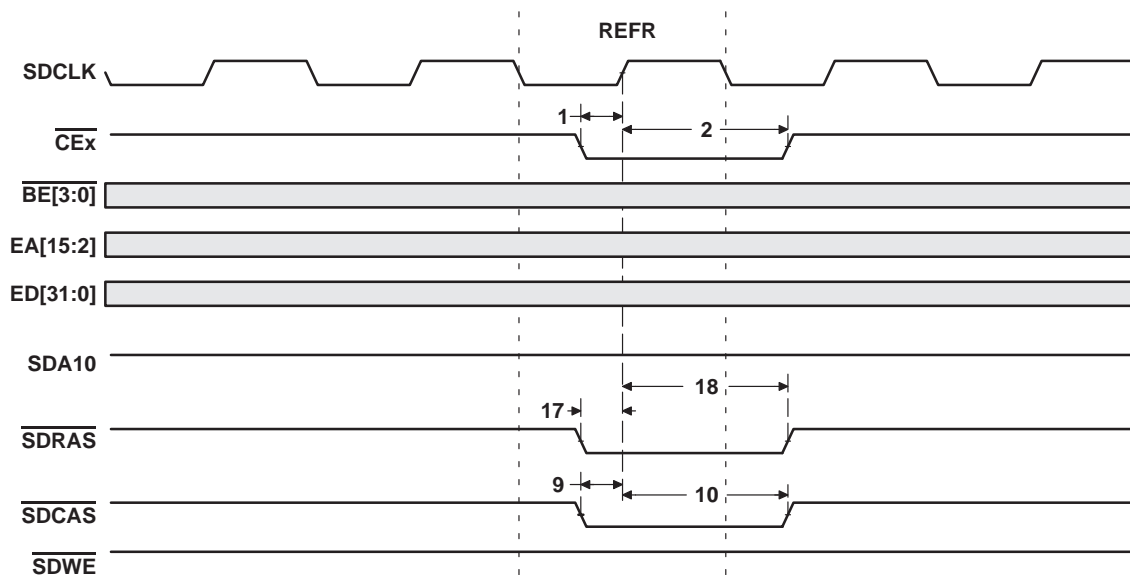 REFR
SDCLK
1
2
CEx
BE[3:0]
EA[15:2]
ED[31:0]
SDA10
18
17
SDRAS
9
10
SDCAS
SDWE